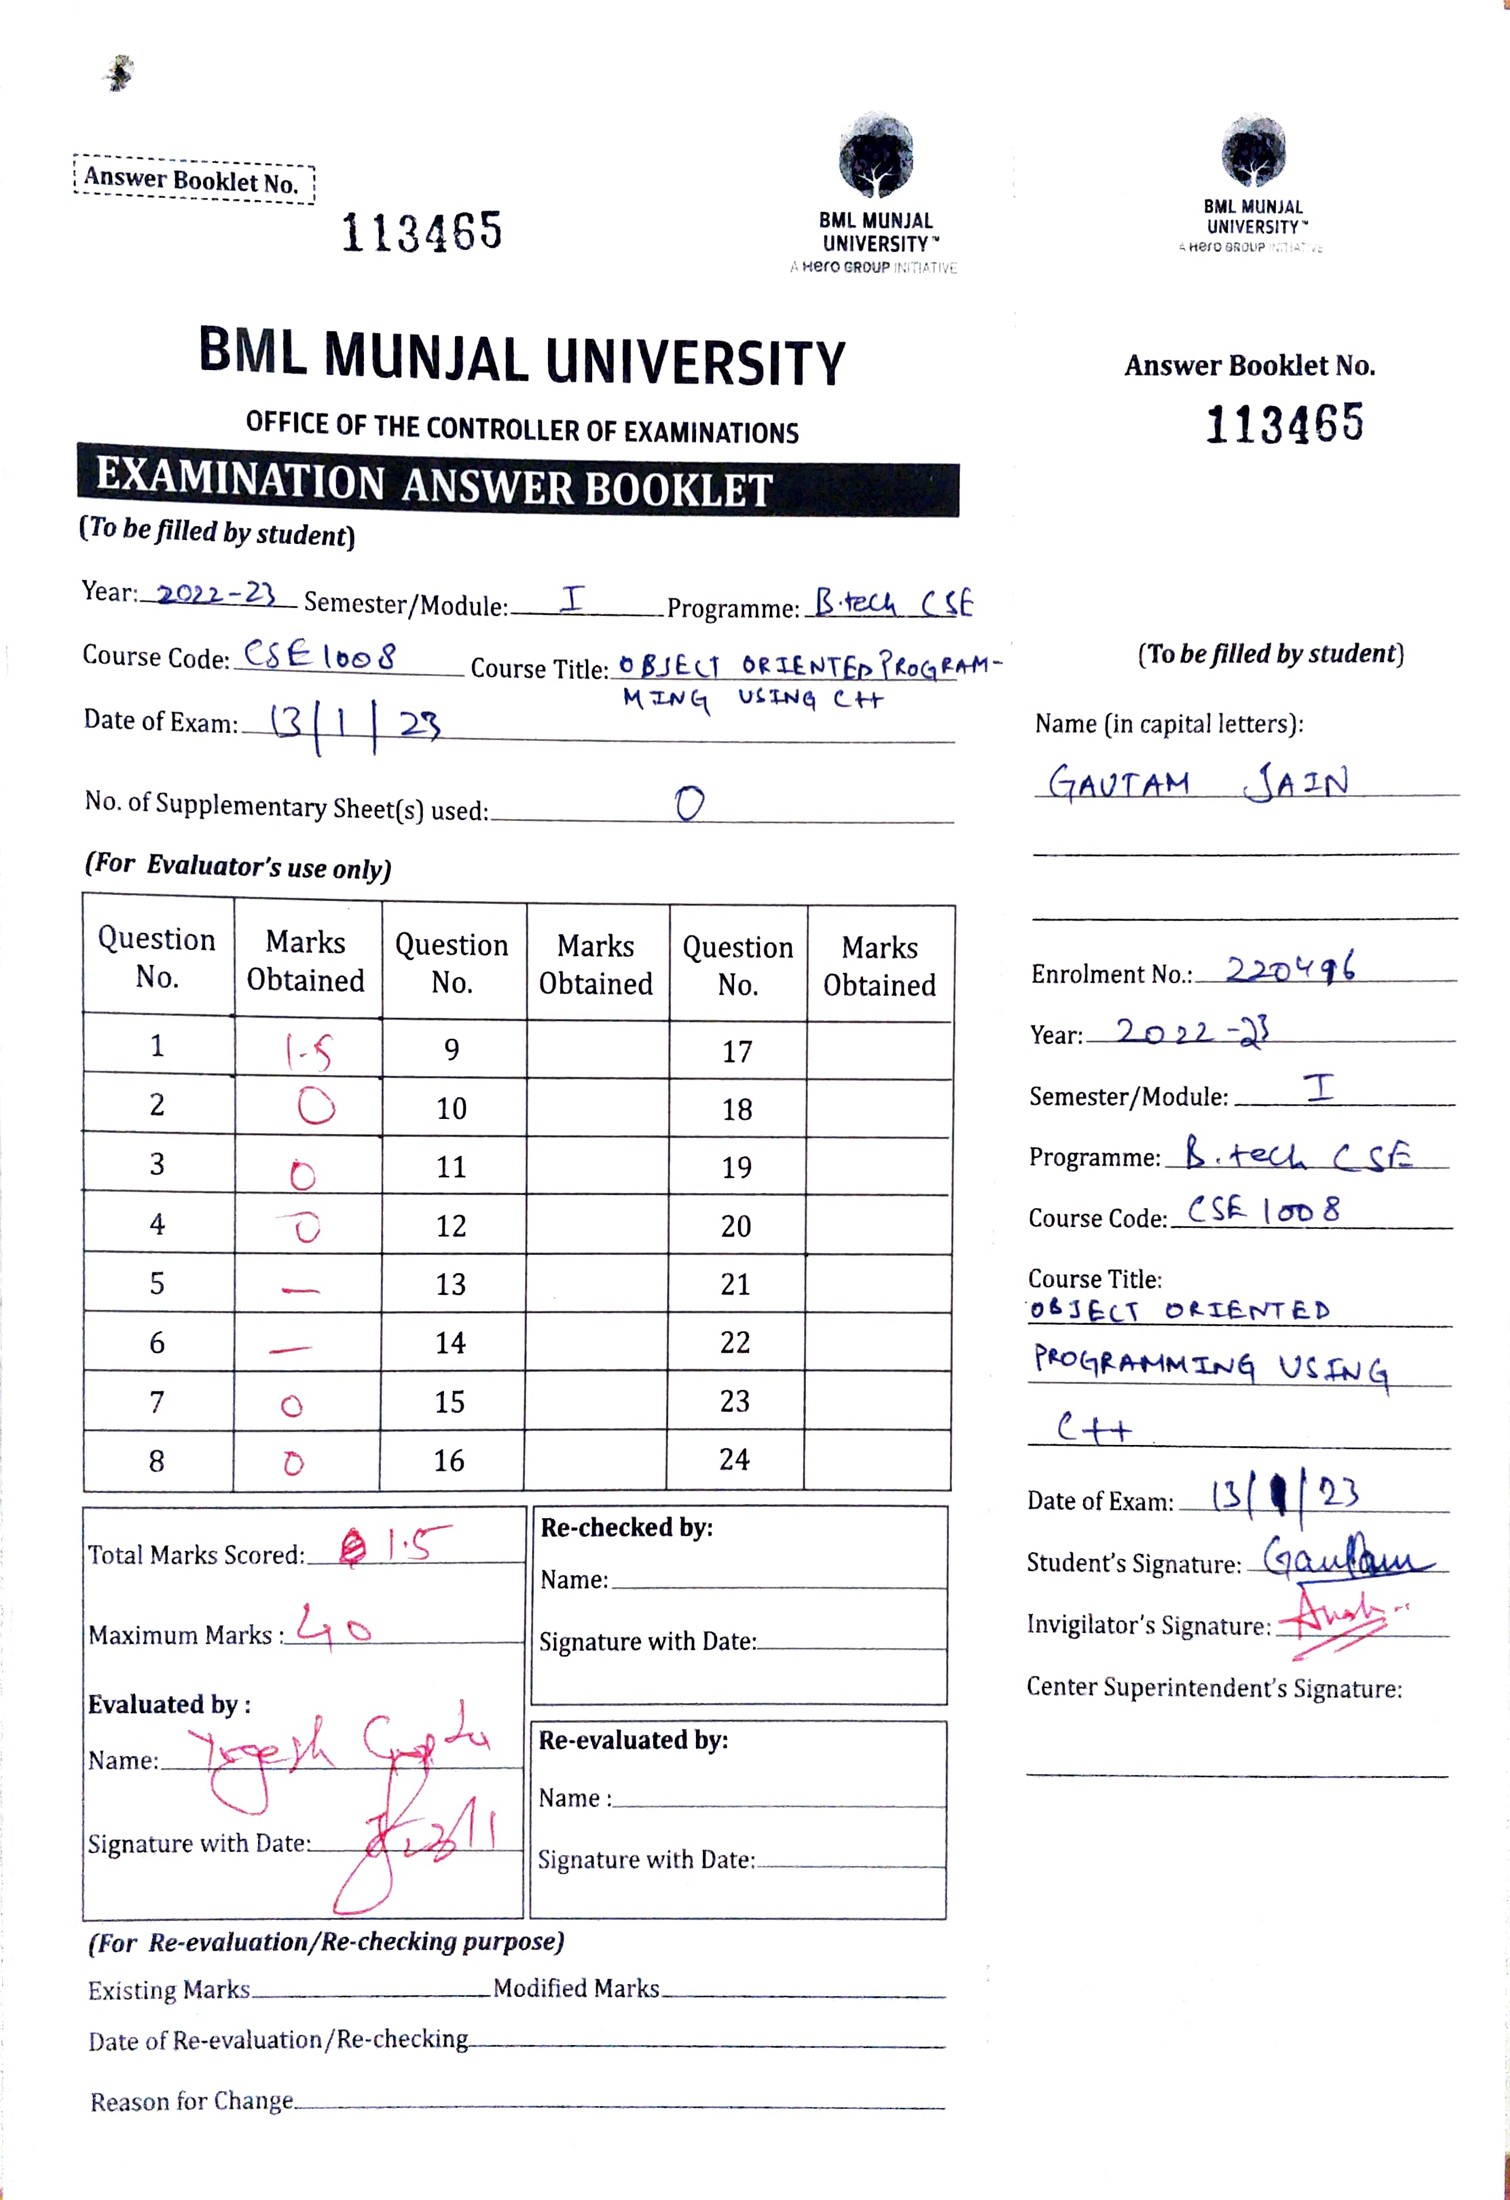 Answer Booklet No.
113465
BML MUNJAL
UNIVERSITY™
A Hero GROUP INITIATIVE
BML MUNJAL UNIVERSITY
OFFICE OF THE CONTROLLER OF EXAMINATIONS
EXAMINATION ANSWER BOOKLET
(To be filled by student)
Year: 2022-23 Semester/Module: I Programme: B.tech CSE
Course Code: CSE1008 Course Title: OBJECT ORIENTED PROGRAM-
MING USING C++
Date of Exam: 13/1/23
No. of Supplementary Sheet(s) used: 0
(For Evaluator's use only)
Question No. Marks Obtained Question No. Marks Obtained Question No. Marks Obtained
1 1.5 9 17
2 0 10 18
3 0 11 19
4 0 12 20
5 — 13 21
6 — 14 22
7 0 15 23
8 0 16 24
Total Marks Scored: 1.5
Maximum Marks : 40
Evaluated by :
Name: Yogesh Gupta
Signature with Date:
Re-checked by:
Name:
Signature with Date:
Re-evaluated by:
Name :
Signature with Date:
(For Re-evaluation/Re-checking purpose)
Existing Marks Modified Marks
Date of Re-evaluation/Re-checking
Reason for Change
BML MUNJAL
UNIVERSITY™
A Hero GROUP INITIATIVE
Answer Booklet No.
113465
(To be filled by student)
Name (in capital letters):
GAUTAM JAIN
Enrolment No.: 220496
Year: 2022-23
Semester/Module: I
Programme: B.tech CSE
Course Code: CSE 1008
Course Title:
OBJECT ORIENTED
PROGRAMMING USING
C++
Date of Exam: 13/1/23
Student's Signature: Gautam
Invigilator's Signature:
Center Superintendent's Signature: